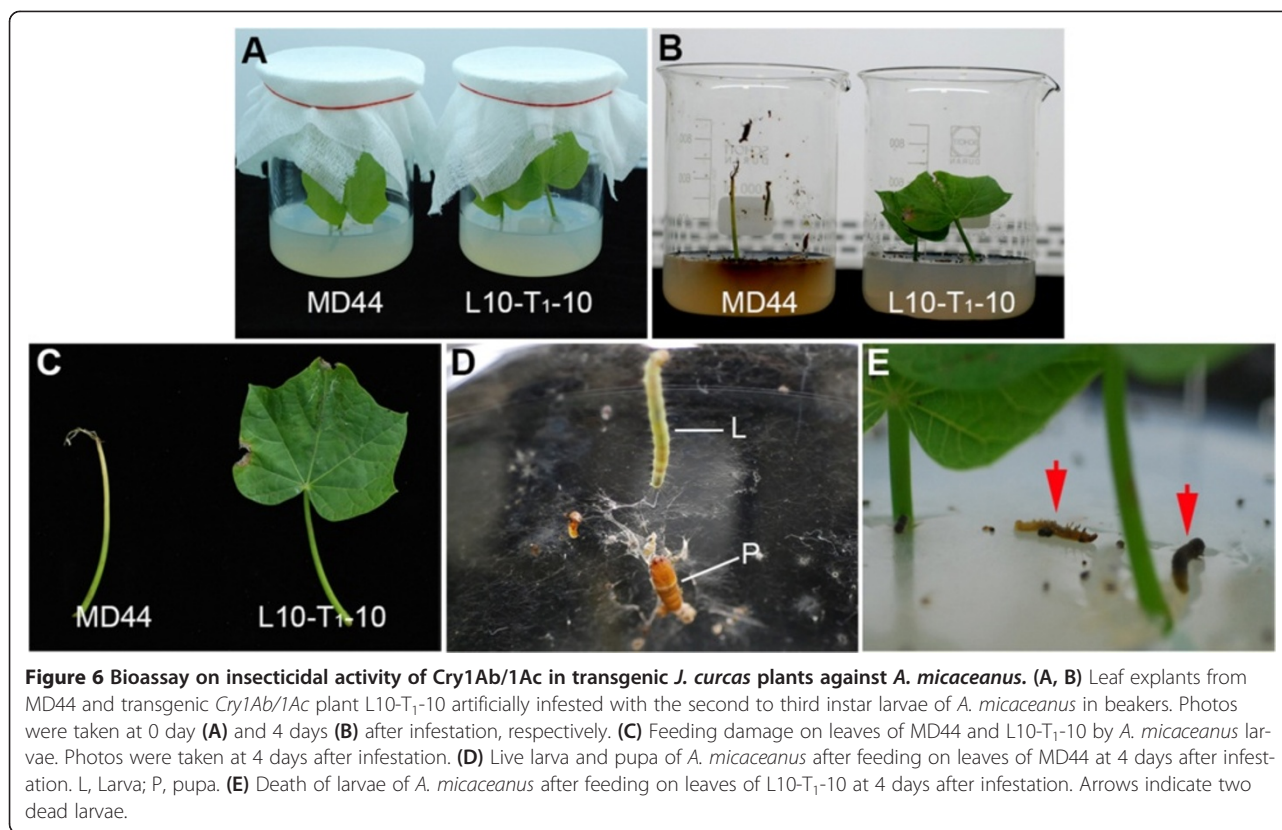 A
B
MD44
L10-T₁-10
MD44
L10-T₁-10
C
D
E
L
P
MD44
L10-T₁-10
Figure 6 Bioassay on insecticidal activity of Cry1Ab/1Ac in transgenic J. curcas plants against A. micaceanus. (A, B) Leaf explants from
MD44 and transgenic Cry1Ab/1Ac plant L10-T₁-10 artificially infested with the second to third instar larvae of A. micaceanus in beakers. Photos
were taken at 0 day (A) and 4 days (B) after infestation, respectively. (C) Feeding damage on leaves of MD44 and L10-T₁-10 by A. micaceanus lar-
vae. Photos were taken at 4 days after infestation. (D) Live larva and pupa of A. micaceanus after feeding on leaves of MD44 at 4 days after infest-
ation. L, Larva; P, pupa. (E) Death of larvae of A. micaceanus after feeding on leaves of L10-T₁-10 at 4 days after infestation. Arrows indicate two
dead larvae.